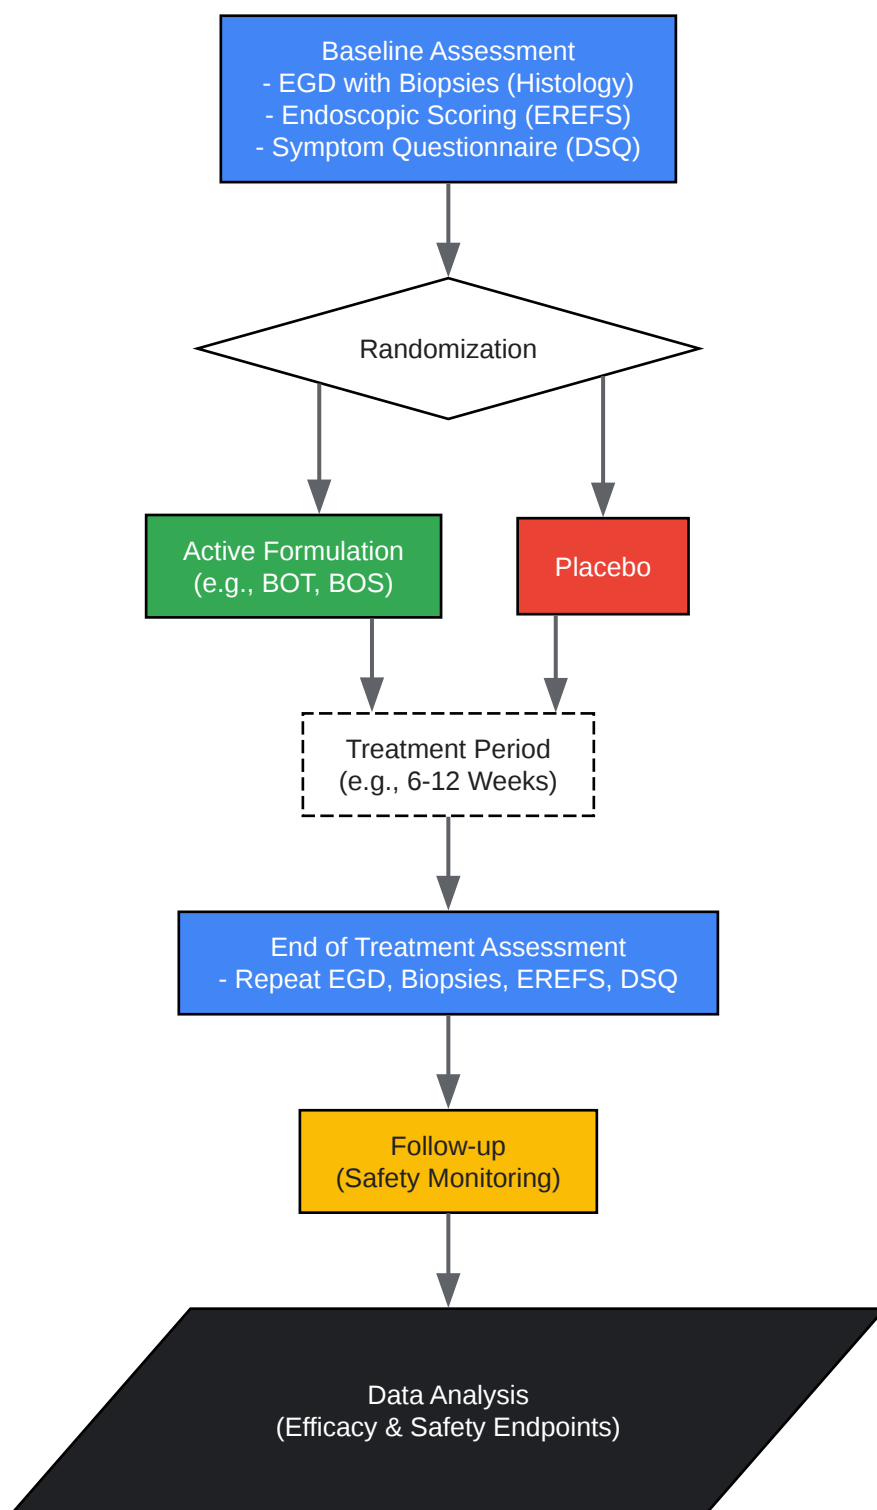 Baseline Assessment
- EGD with Biopsies (Histology)
- Endoscopic Scoring (EREFS)
- Symptom Questionnaire (DSQ)
Randomization
Active Formulation
(e.g., BOT, BOS)
Placebo
Treatment Period
(e.g., 6-12 Weeks)
End of Treatment Assessment
- Repeat EGD, Biopsies, EREFS, DSQ
Follow-up
(Safety Monitoring)
Data Analysis
(Efficacy & Safety Endpoints)